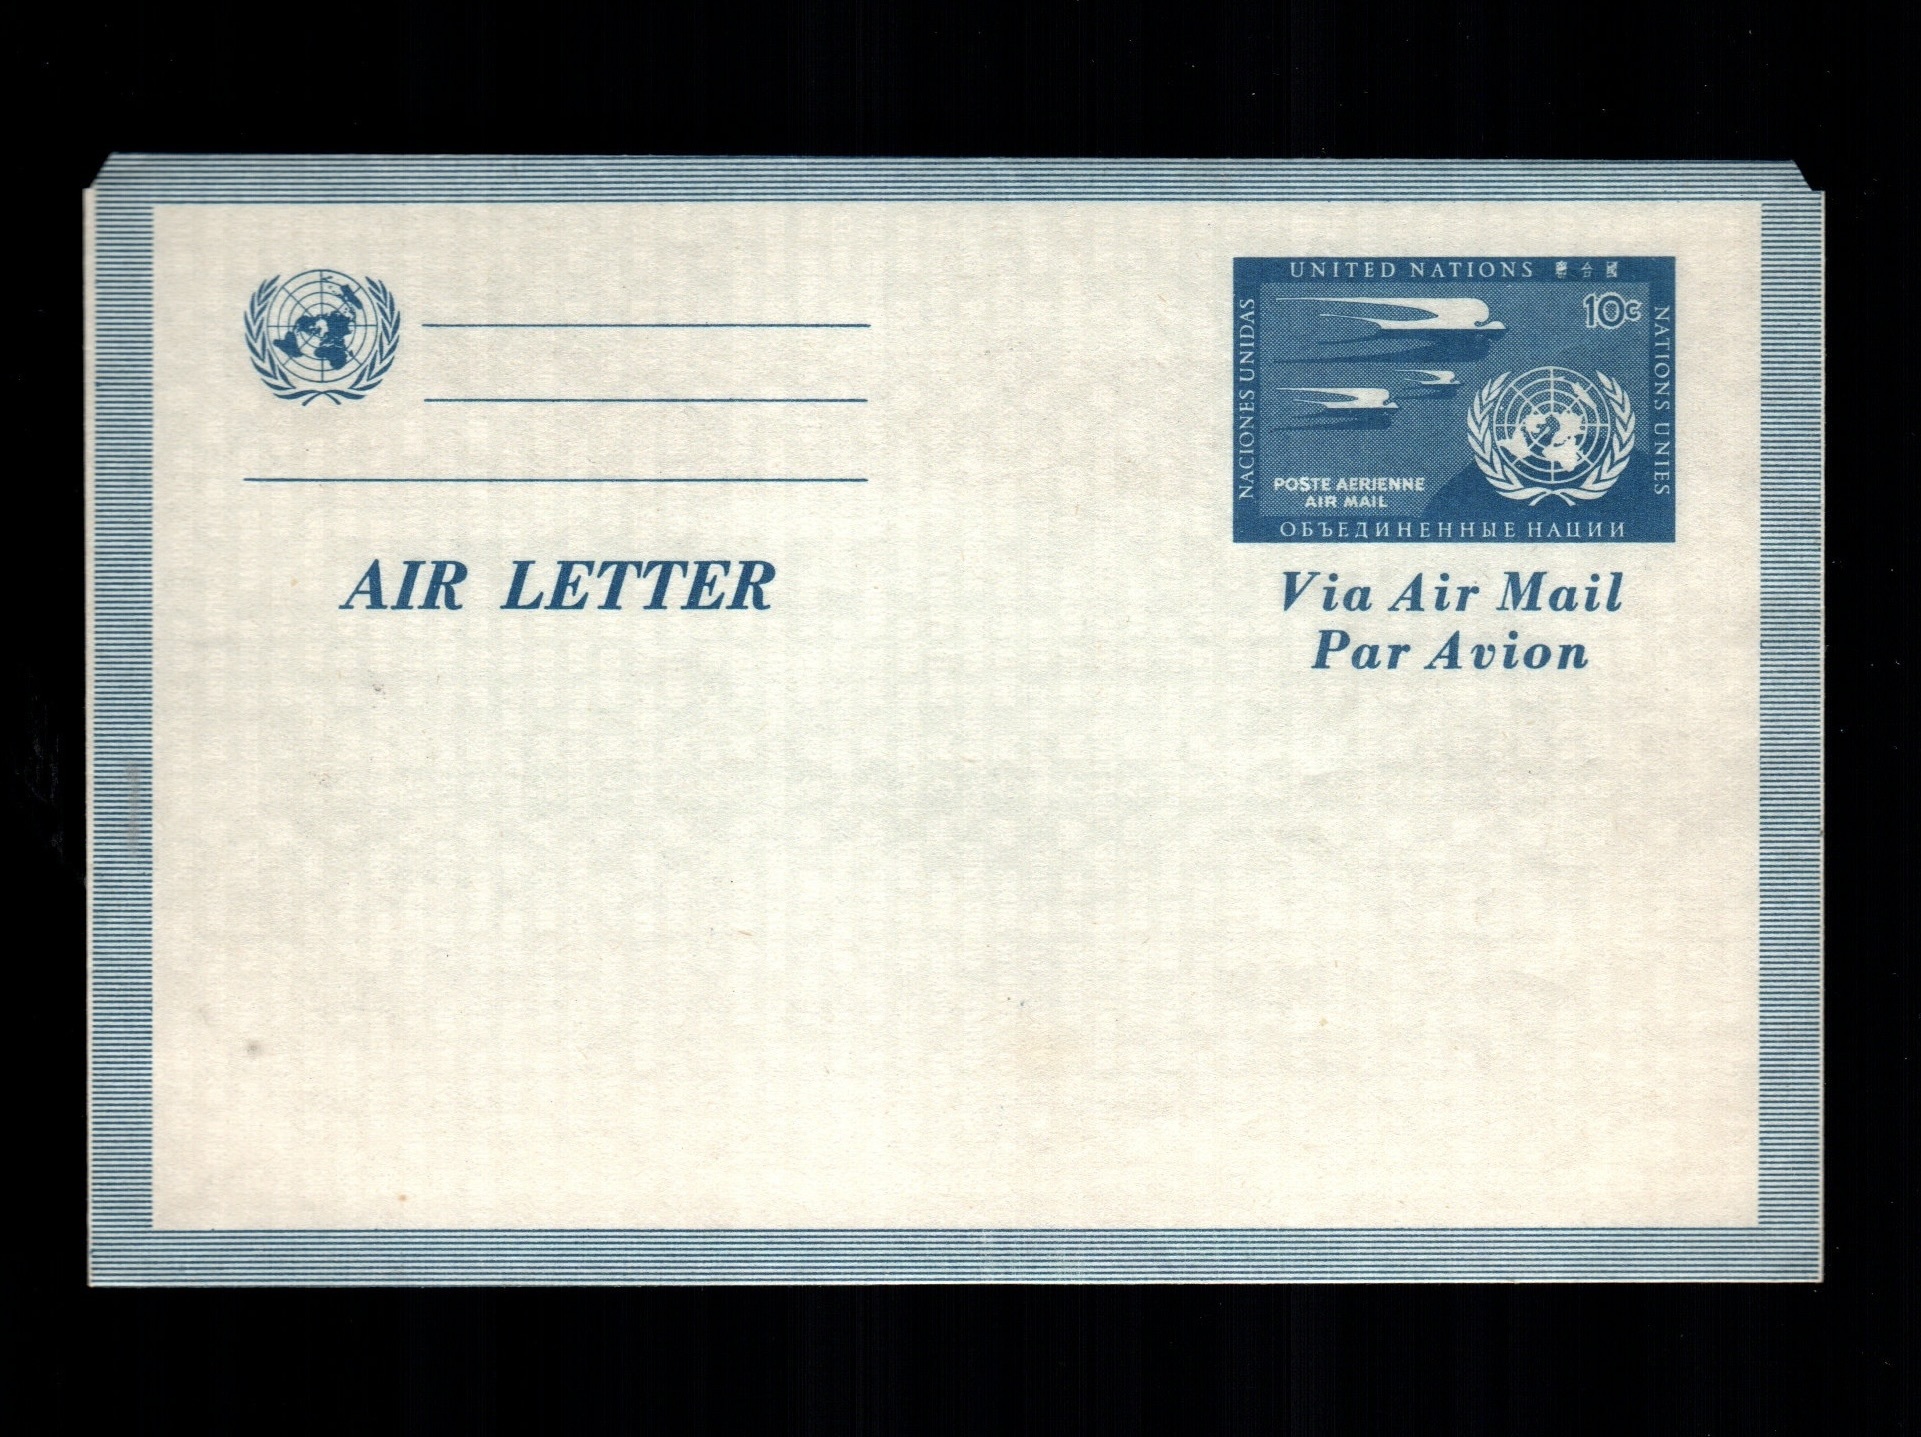 UNITED NATIONS 聯合國
10c
NACIONES UNIDAS
NATIONS UNIES
POSTE AERIENNE
AIR MAIL
ОБЪЕДИНЕННЫЕ НАЦИИ
AIR LETTER
Via Air Mail
Par Avion